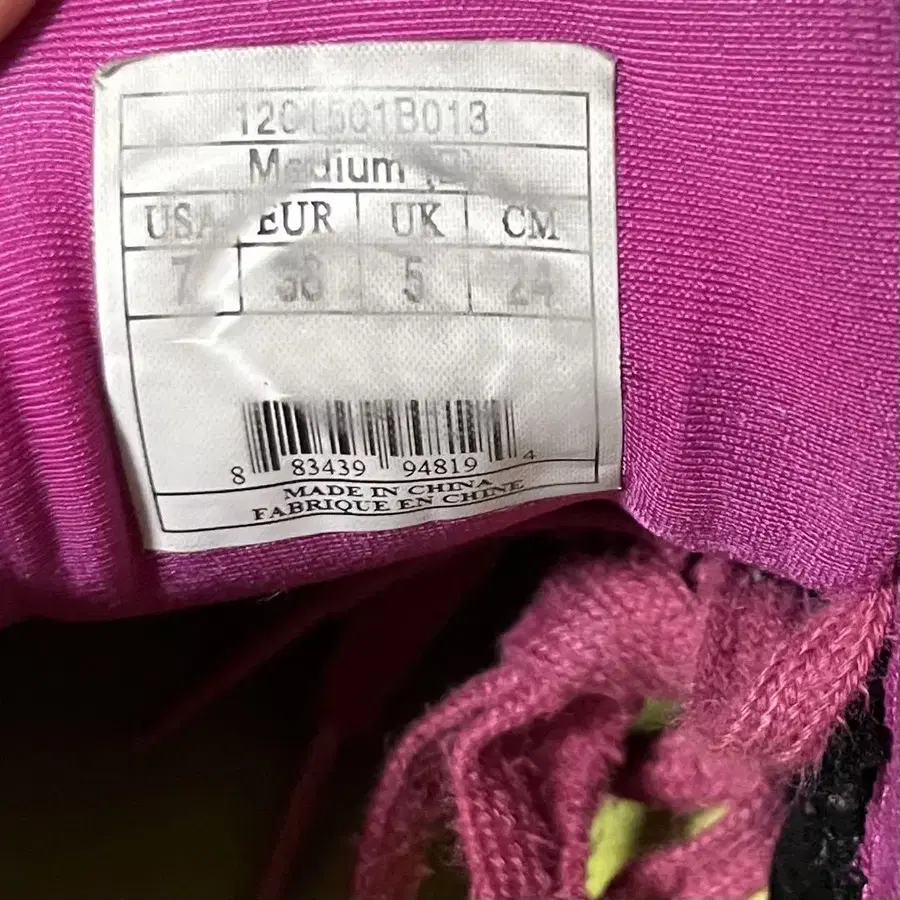 1201501B013
Medium
USA EUR UK CM
7 38 5 24
8 83439 94819 4
MADE IN CHINA
FABRIQUE EN CHINE